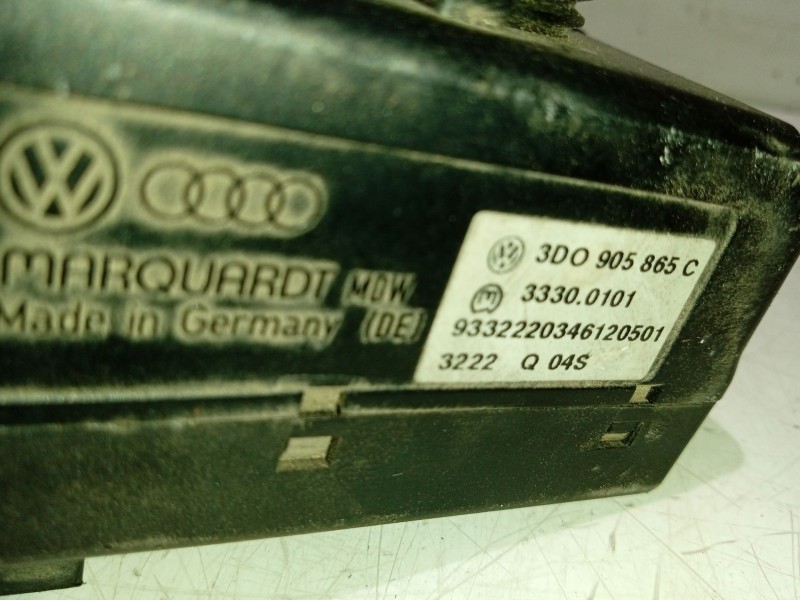 MARQUARDT MDW
Made in Germany (DE)
3D0 905 865 C
3330.0101
9332220346120501
3222 Q 04S